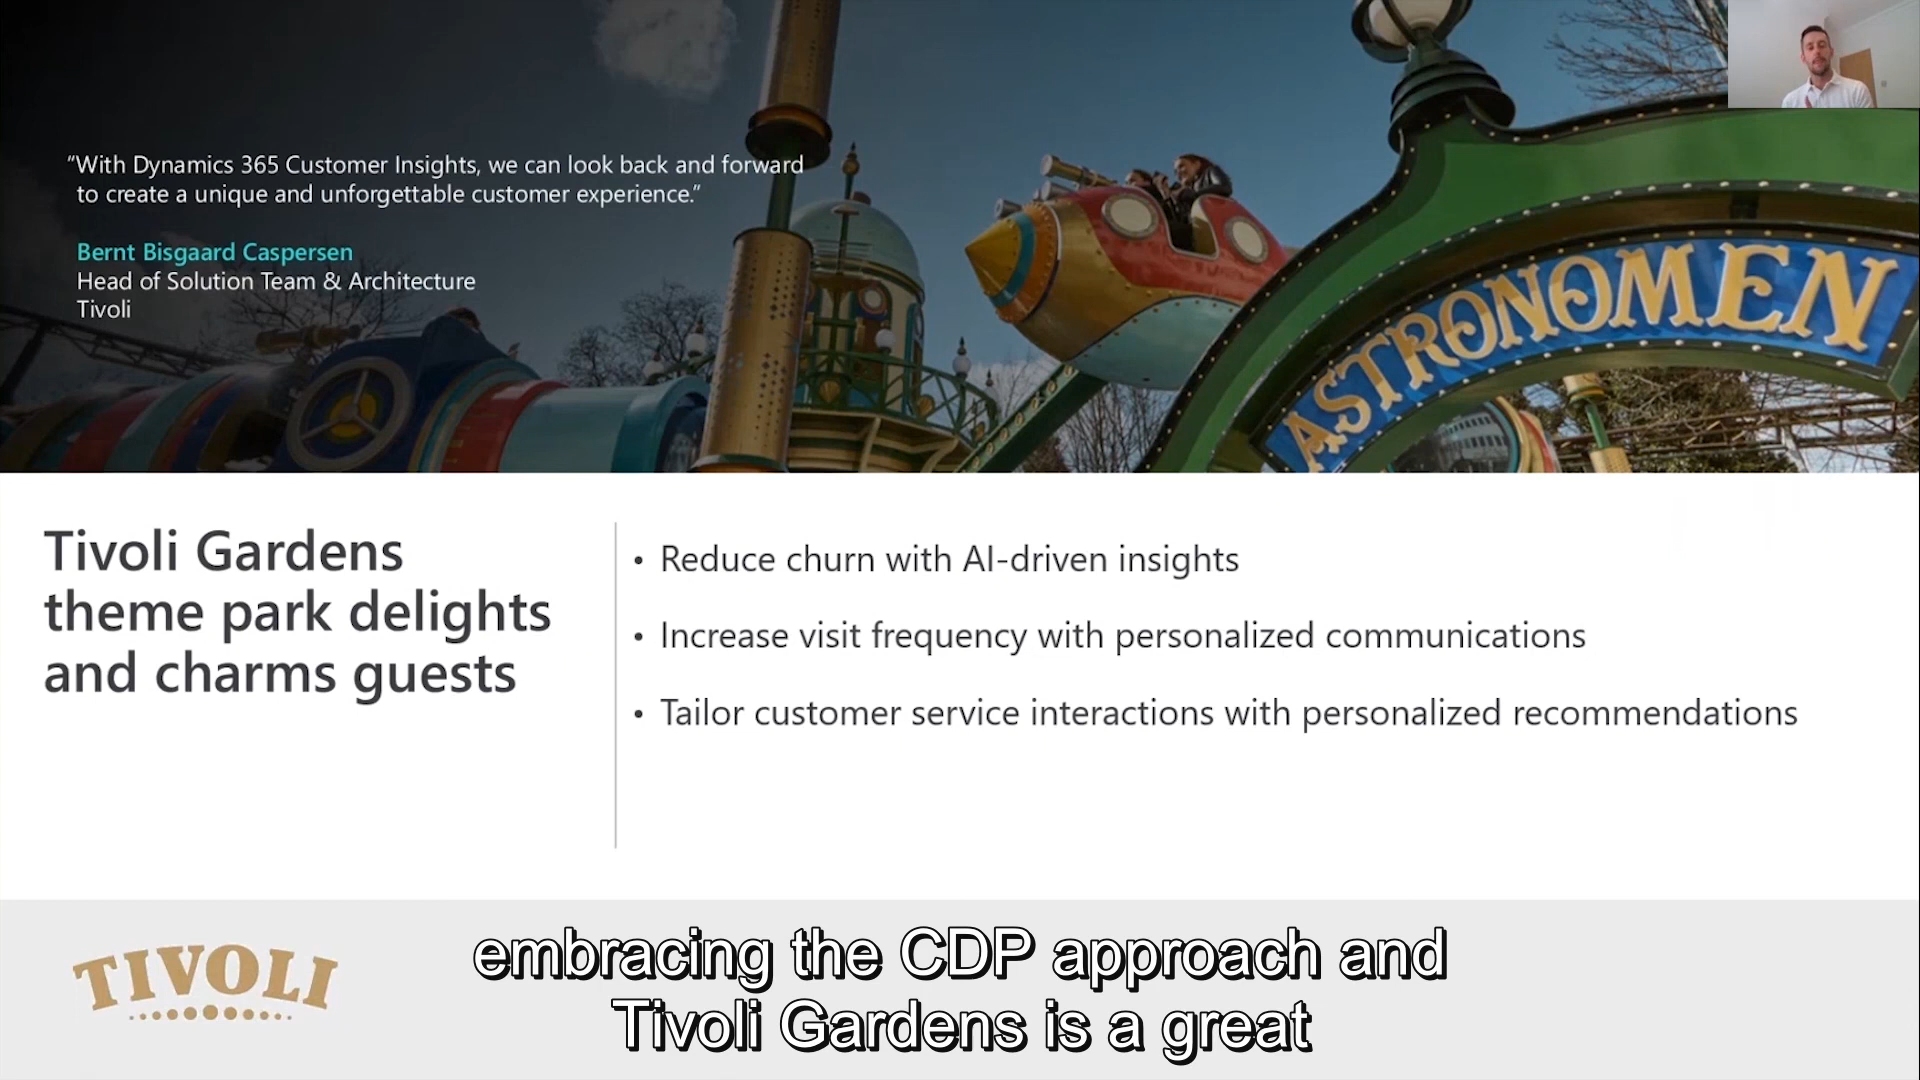 “With Dynamics 365 Customer Insights, we can look back and forward
to create a unique and unforgettable customer experience.”
Bernt Bisgaard Caspersen
Head of Solution Team & Architecture
Tivoli
ASTRONOMEN
Tivoli Gardens
theme park delights
and charms guests
• Reduce churn with AI-driven insights
• Increase visit frequency with personalized communications
• Tailor customer service interactions with personalized recommendations
TIVOLI
embracing the CDP approach and
Tivoli Gardens is a great